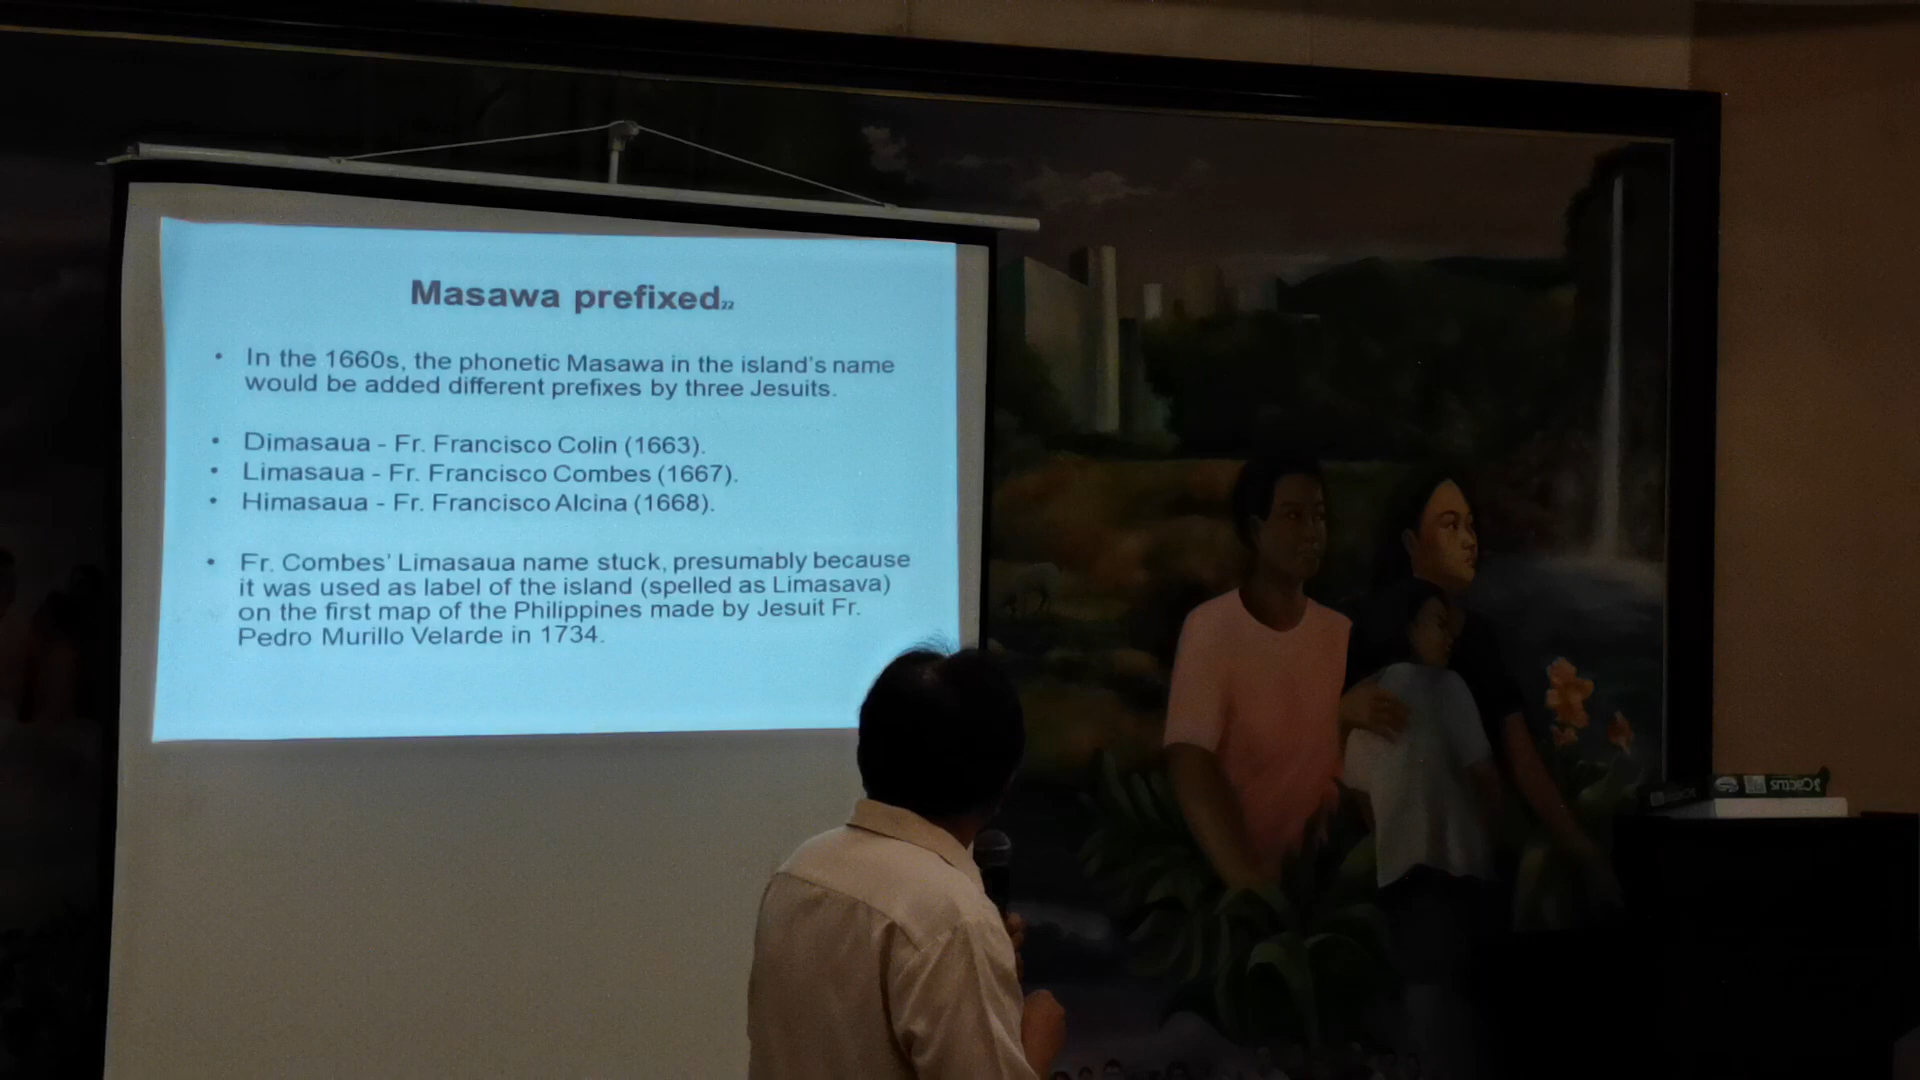 Masawa prefixed22
• In the 1660s, the phonetic Masawa in the island's name
would be added different prefixes by three Jesuits.
• Dimasaua - Fr. Francisco Colin (1663).
• Limasaua - Fr. Francisco Combes (1667).
• Himasaua - Fr. Francisco Alcina (1668).
• Fr. Combes' Limasaua name stuck, presumably because
it was used as label of the island (spelled as Limasava)
on the first map of the Philippines made by Jesuit Fr.
Pedro Murillo Velarde in 1734.
Cactus